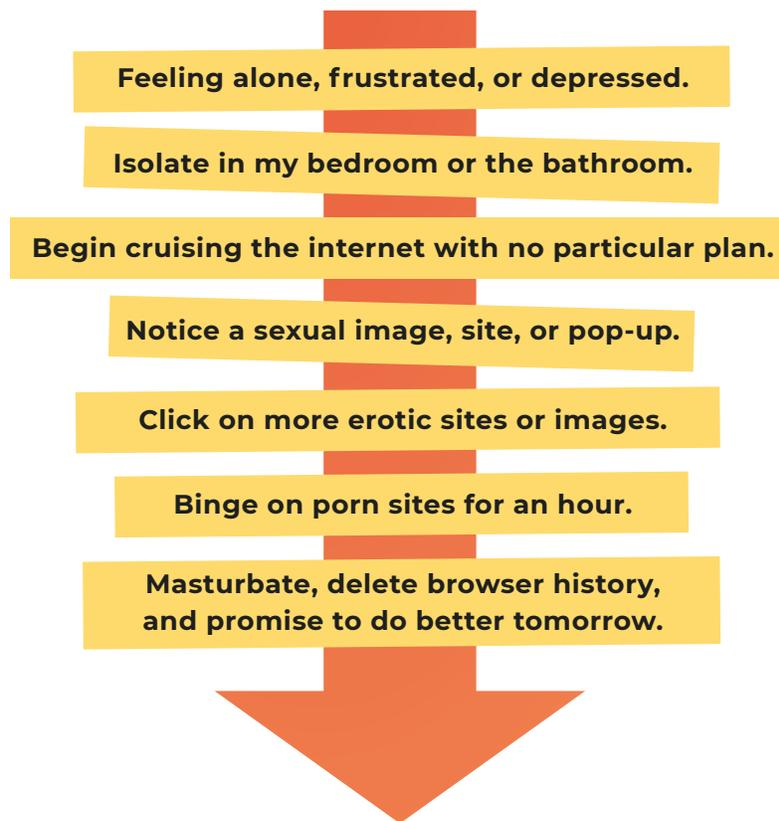 Feeling alone, frustrated, or depressed.
Isolate in my bedroom or the bathroom.
Begin cruising the internet with no particular plan.
Notice a sexual image, site, or pop-up.
Click on more erotic sites or images.
Binge on porn sites for an hour.
Masturbate, delete browser history,
and promise to do better tomorrow.